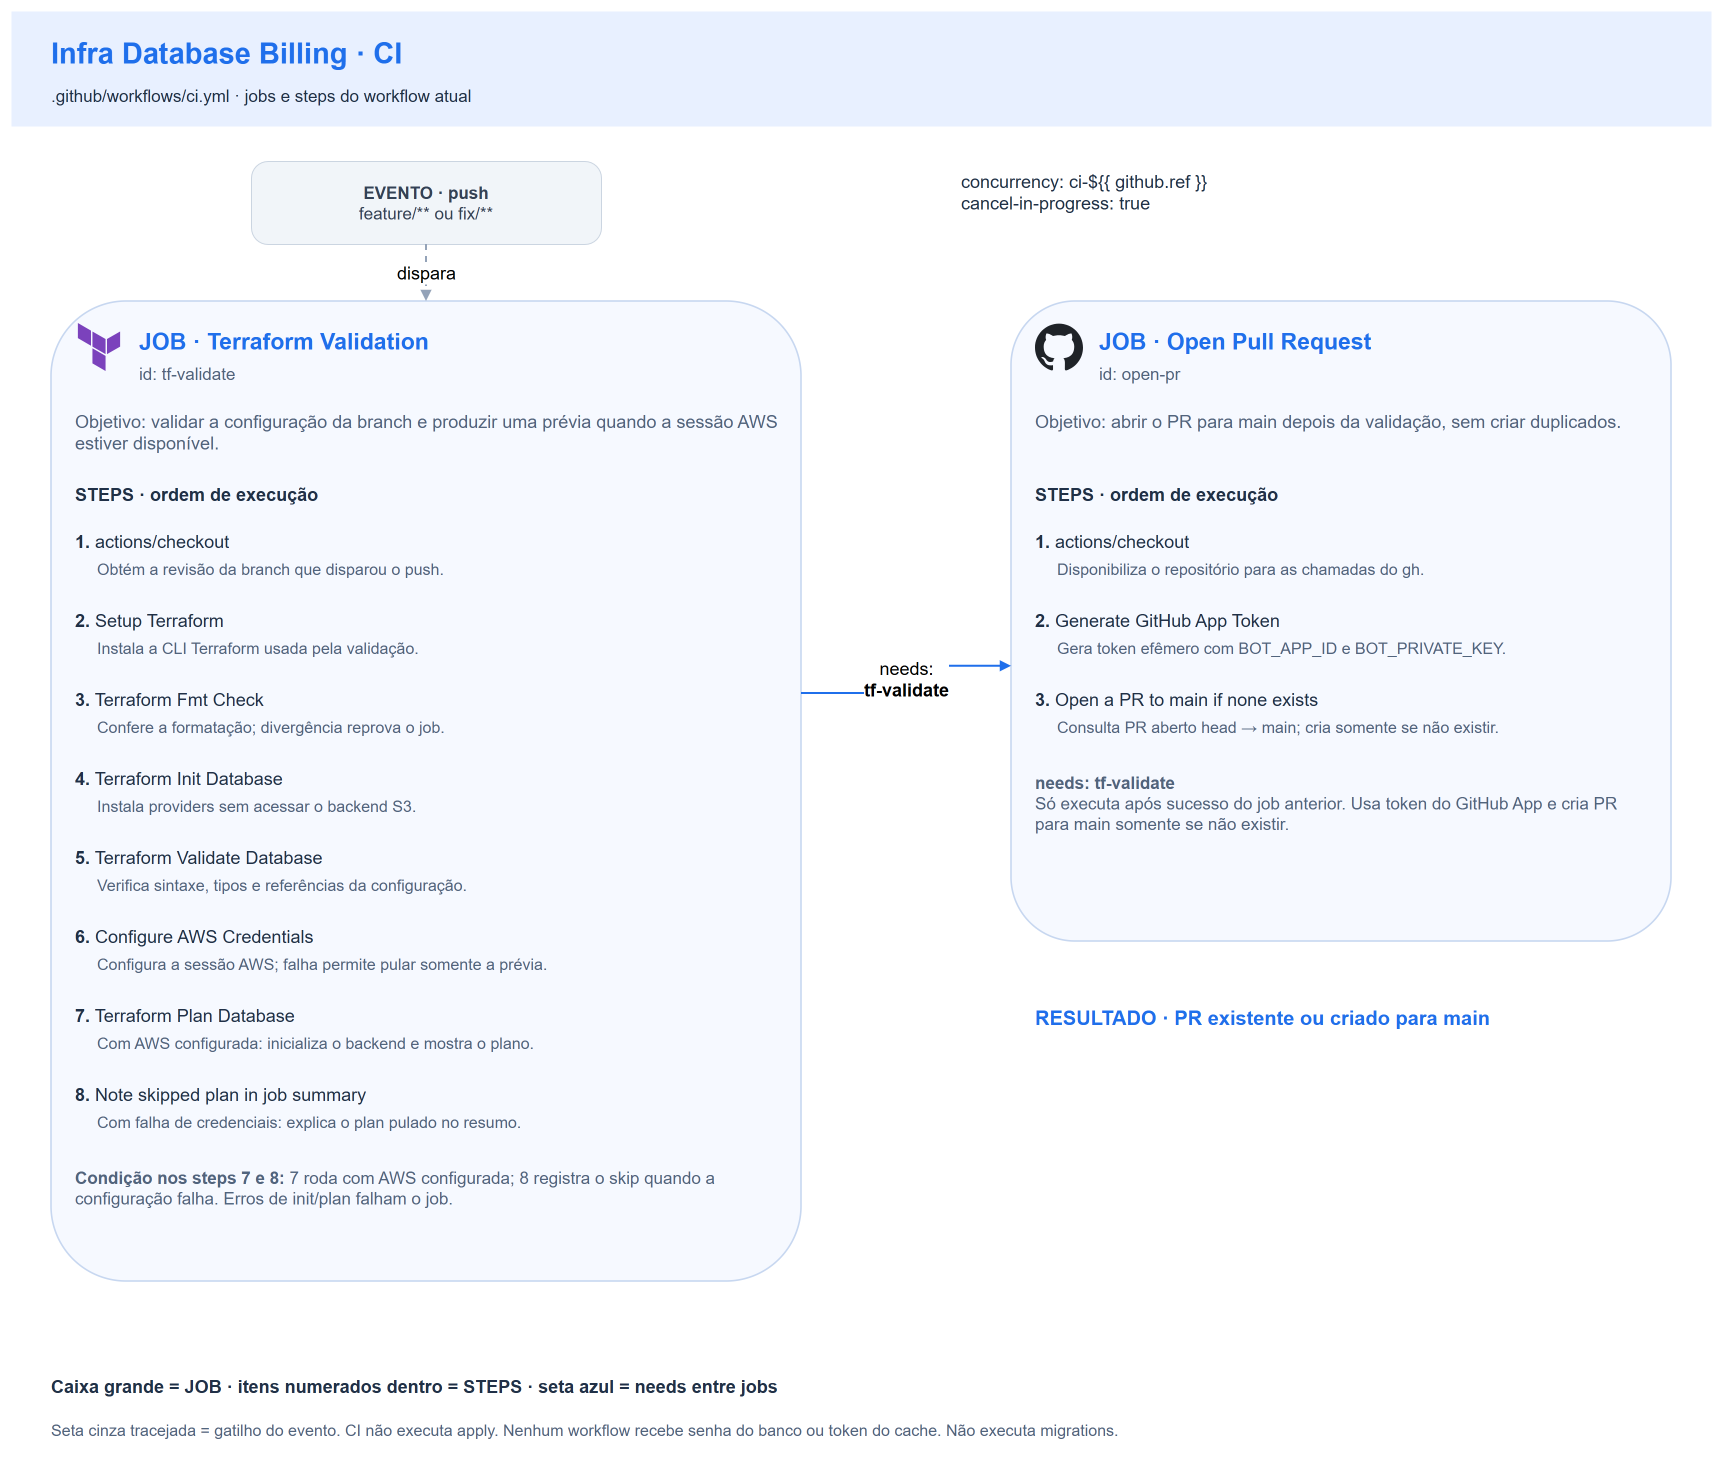 Infra Database Billing · CI
.github/workflows/ci.yml · jobs e steps do workflow atual
EVENTO · push
feature/** ou fix/**
concurrency: ci-${{ github.ref }}
cancel-in-progress: true
dispara
JOB · Terraform Validation
id: tf-validate
Objetivo: validar a configuração da branch e produzir uma prévia quando a sessão AWS
estiver disponível.
STEPS · ordem de execução
1. actions/checkout
Obtém a revisão da branch que disparou o push.
2. Setup Terraform
Instala a CLI Terraform usada pela validação.
3. Terraform Fmt Check
Confere a formatação; divergência reprova o job.
4. Terraform Init Database
Instala providers sem acessar o backend S3.
5. Terraform Validate Database
Verifica sintaxe, tipos e referências da configuração.
6. Configure AWS Credentials
Configura a sessão AWS; falha permite pular somente a prévia.
7. Terraform Plan Database
Com AWS configurada: inicializa o backend e mostra o plano.
8. Note skipped plan in job summary
Com falha de credenciais: explica o plan pulado no resumo.
Condição nos steps 7 e 8: 7 roda com AWS configurada; 8 registra o skip quando a
configuração falha. Erros de init/plan falham o job.
needs:
tf-validate
JOB · Open Pull Request
id: open-pr
Objetivo: abrir o PR para main depois da validação, sem criar duplicados.
STEPS · ordem de execução
1. actions/checkout
Disponibiliza o repositório para as chamadas do gh.
2. Generate GitHub App Token
Gera token efêmero com BOT_APP_ID e BOT_PRIVATE_KEY.
3. Open a PR to main if none exists
Consulta PR aberto head → main; cria somente se não existir.
needs: tf-validate
Só executa após sucesso do job anterior. Usa token do GitHub App e cria PR
para main somente se não existir.
RESULTADO · PR existente ou criado para main
Caixa grande = JOB · itens numerados dentro = STEPS · seta azul = needs entre jobs
Seta cinza tracejada = gatilho do evento. CI não executa apply. Nenhum workflow recebe senha do banco ou token do cache. Não executa migrations.